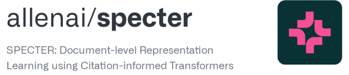 allenai/specter
SPECTER: Document-level Representation
Learning using Citation-informed Transformers